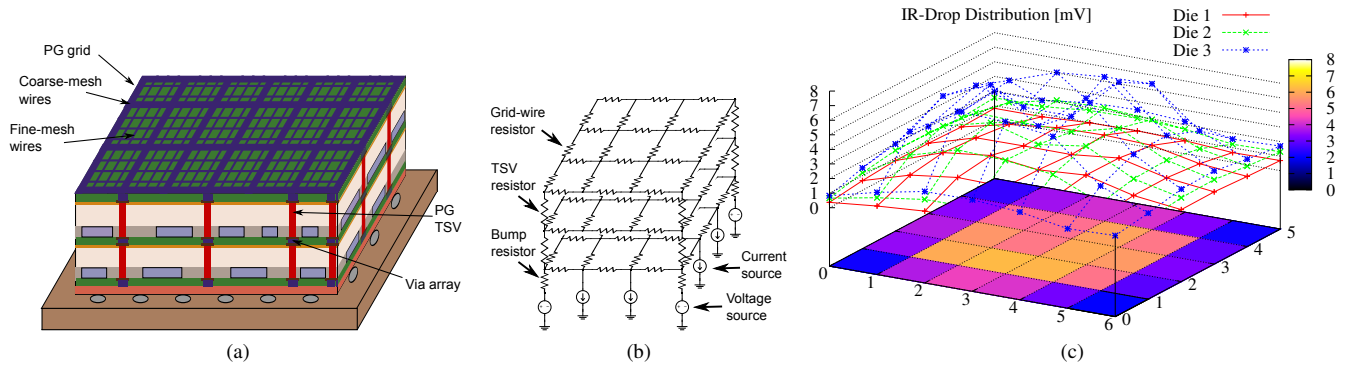 PG grid
Coarse-mesh
wires
Fine-mesh
wires
PG
TSV
Via array
(a)
Grid-wire
resistor
TSV
resistor
Bump
resistor
Current
source
Voltage
source
(b)
IR-Drop Distribution [mV]
Die 1
Die 2
Die 3
8
7
6
5
4
3
2
1
0
8
7
6
5
4
3
2
1
0
0
1
2
3
4
5
6
0
1
2
3
4
5
(c)